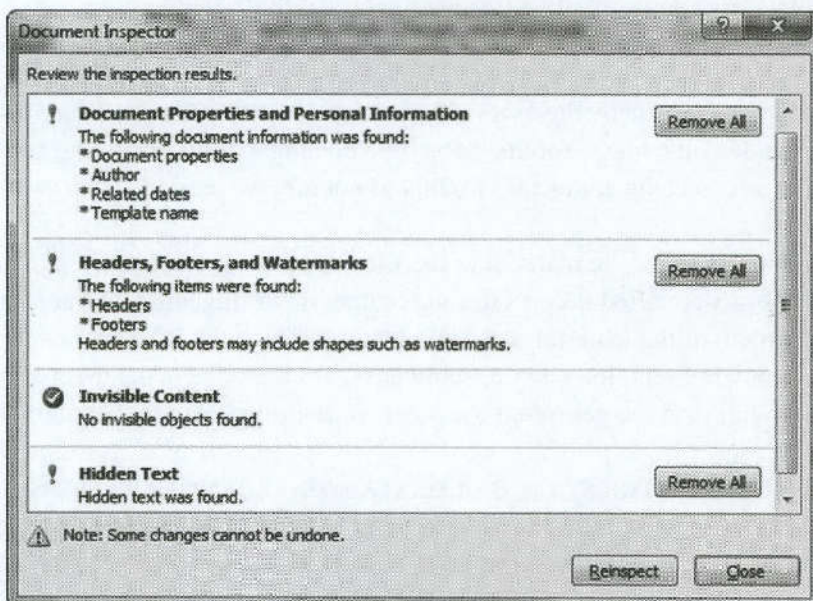 Document Inspector
Review the inspection results.
! Document Properties and Personal Information
Remove All
The following document information was found:
* Document properties
* Author
* Related dates
* Template name
! Headers, Footers, and Watermarks
Remove All
The following items were found:
* Headers
* Footers
Headers and footers may include shapes such as watermarks.
Invisible Content
No invisible objects found.
! Hidden Text
Remove All
Hidden text was found.
Note: Some changes cannot be undone.
Reinspect
Close